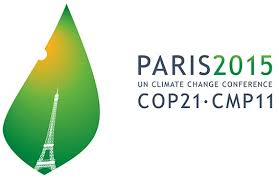 PARIS2015
UN CLIMATE CHANGE CONFERENCE
COP21·CMP11